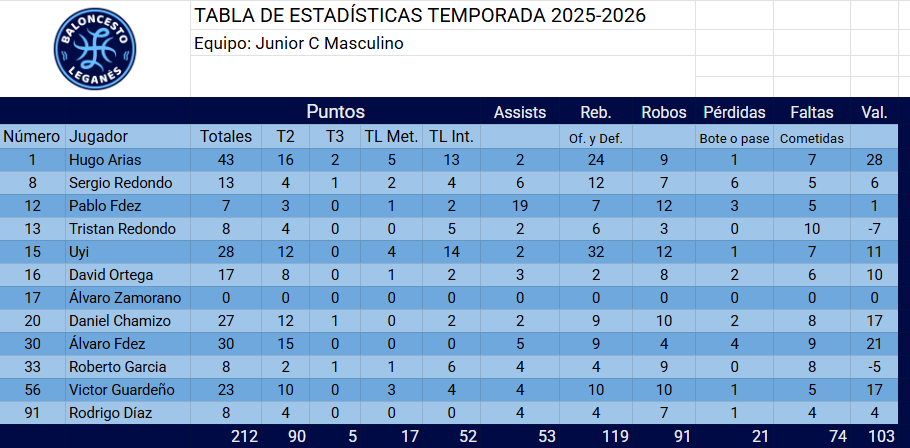 BALONCESTO
LEGANÉS
TABLA DE ESTADÍSTICAS TEMPORADA 2025-2026
Equipo: Junior C Masculino
Puntos Assists Reb. Robos Pérdidas Faltas Val.
Número Jugador Totales T2 T3 TL Met. TL Int. Of. y Def. Bote o pase Cometidas
1 Hugo Arias 43 16 2 5 13 2 24 9 1 7 28
8 Sergio Redondo 13 4 1 2 4 6 12 7 6 5 6
12 Pablo Fdez 7 3 0 1 2 19 7 12 3 5 1
13 Tristan Redondo 8 4 0 0 5 2 6 3 0 10 -7
15 Uyi 28 12 0 4 14 2 32 12 1 7 11
16 David Ortega 17 8 0 1 2 3 2 8 2 6 10
17 Álvaro Zamorano 0 0 0 0 0 0 0 0 0 0 0
20 Daniel Chamizo 27 12 1 0 2 2 9 10 2 8 17
30 Álvaro Fdez 30 15 0 0 0 5 9 4 4 9 21
33 Roberto Garcia 8 2 1 1 6 4 4 9 0 8 -5
56 Victor Guardeño 23 10 0 3 4 4 10 10 1 5 17
91 Rodrigo Díaz 8 4 0 0 0 4 4 7 1 4 4
212 90 5 17 52 53 119 91 21 74 103